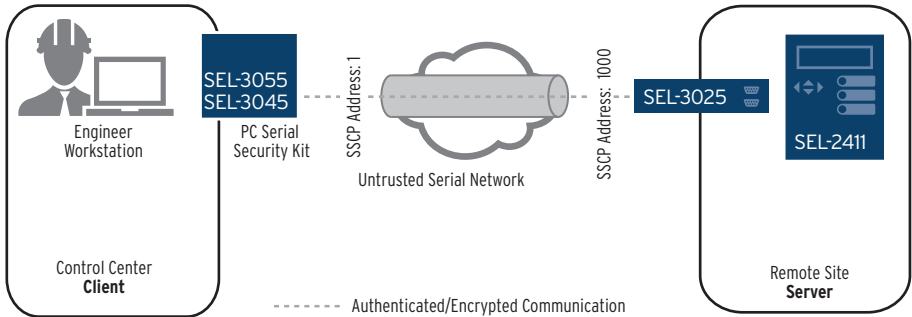 SEL-3055
SEL-3045
Engineer
Workstation
PC Serial
Security Kit
SSCP Address: 1
Untrusted Serial Network
SSCP Address: 1000
SEL-3025
SEL-2411
Control Center
Client
Remote Site
Server
Authenticated/Encrypted Communication